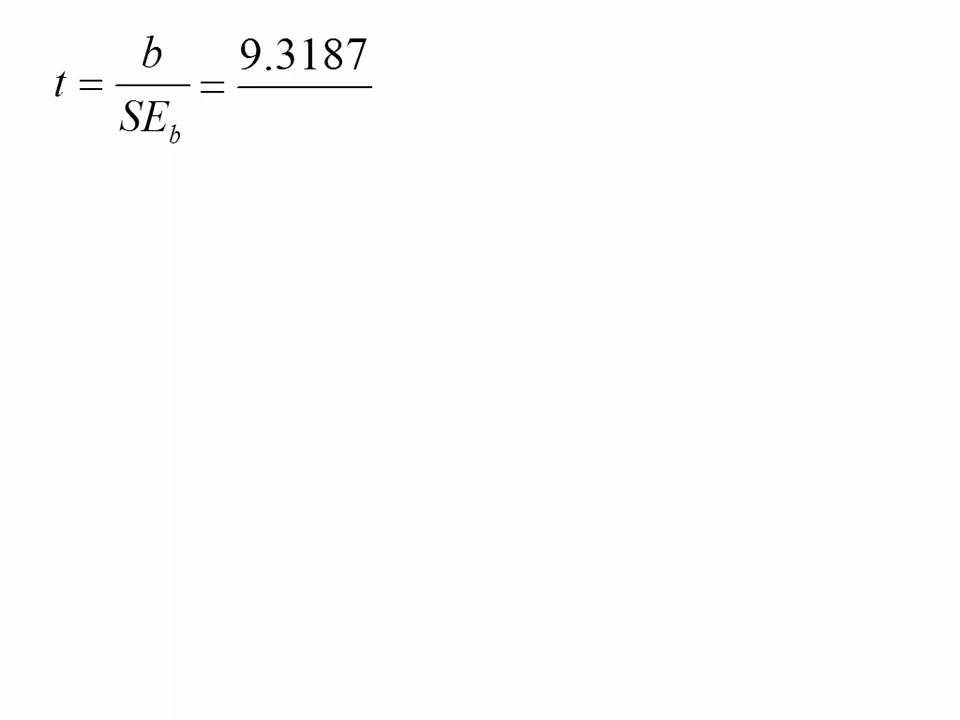 t = b / SE_b = 9.3187 /